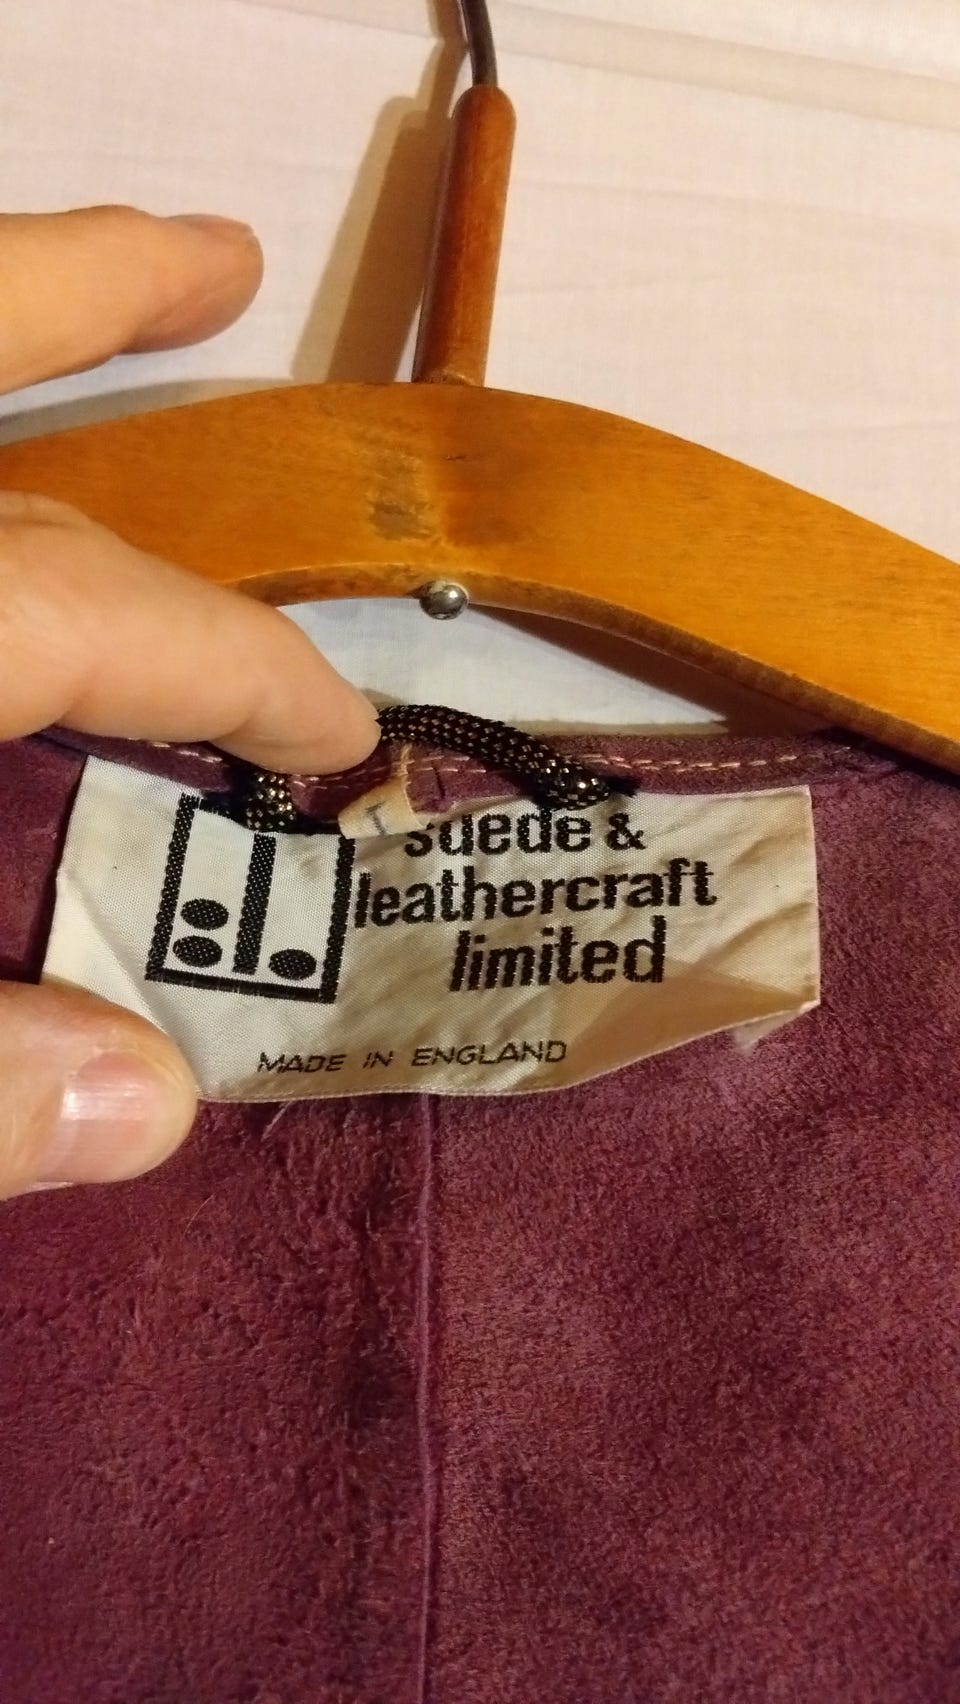 suede &
leathercraft
limited
MADE IN ENGLAND